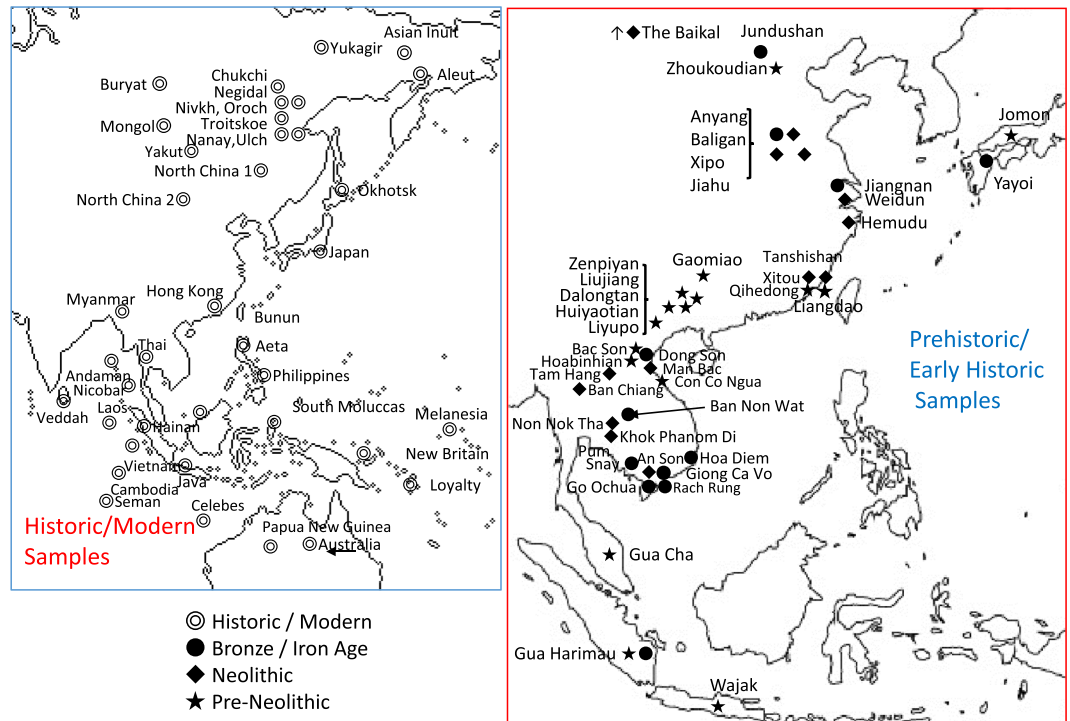 Asian Inuit
Yukagir
Aleut
Buryat
Chukchi
Negidal
Nivkh, Oroch
Troitskoe
Nanay,Ulch
Mongol
Yakut
North China 1
North China 2
Okhotsk
Japan
Hong Kong
Myanmar
Bunun
Thai
Aeta
Andaman
Nicobar
Philippines
Veddah
Laos
Hainan
South Moluccas
Melanesia
New Britain
Vietnam
Java
Cambodia
Seman
Loyalty
Celebes
Papua New Guinea
Australia
Historic/Modern
Samples
↑◆The Baikal
Jundushan
Zhoukoudian
Anyang
Baligan
Xipo
Jiahu
Jomon
Yayoi
Jiangnan
Weidun
Hemudu
Zenpiyan
Liujiang
Dalongtan
Huiyaotian
Liyupo
Gaomiao
Tanshishan
Xitou
Qihedong
Liangdao
Bac Son
Hoabinnian
Tam Hang
Dong Son
Man Bac
Con Co Ngua
Ban Chiang
Ban Non Wat
Non Nok Tha
Khok Phanom Di
Pum
Snay
An Son
Hoa Diem
Giong Ca Vo
Go Ochua
Rach Rung
Gua Cha
Gua Harimau
Wajak
Prehistoric/
Early Historic
Samples
◎ Historic / Modern
● Bronze / Iron Age
◆ Neolithic
★ Pre-Neolithic